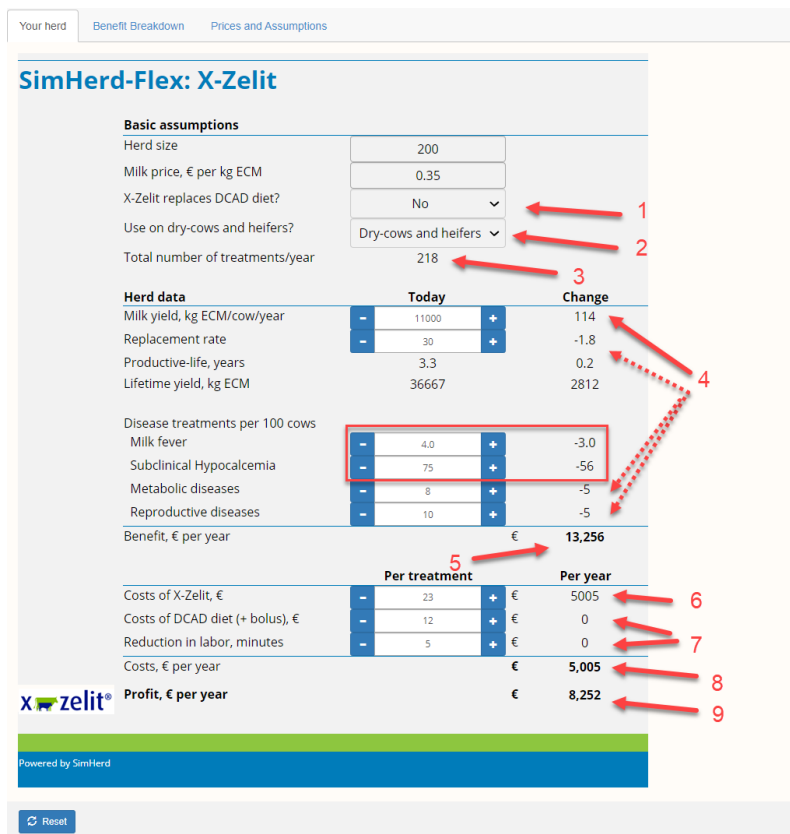 Your herd Benefit Breakdown Prices and Assumptions
SimHerd-Flex: X-Zelit
Basic assumptions
Herd size 200
Milk price, € per kg ECM 0.35
X-Zelit replaces DCAD diet? No 1
Use on dry-cows and heifers? Dry-cows and heifers 2
Total number of treatments/year 218 3
Herd data Today Change
Milk yield, kg ECM/cow/year - 11000 + 114
Replacement rate - 30 + -1.8
Productive-life, years 3.3 0.2
4
Lifetime yield, kg ECM 36667 2812
Disease treatments per 100 cows
Milk fever - 4.0 + -3.0
Subclinical Hypocalcemia - 75 + -56
Metabolic diseases - 8 + -5
Reproductive diseases - 10 + -5
Benefit, € per year € 13,256
5
Per treatment Per year
Costs of X-Zelit, € - 23 + € 5005 6
Costs of DCAD diet (+ bolus), € - 12 + € 0
Reduction in labor, minutes - 5 + € 0 7
Costs, € per year € 5,005 8
x zelit® Profit, € per year € 8,252 9
Powered by SimHerd
Reset